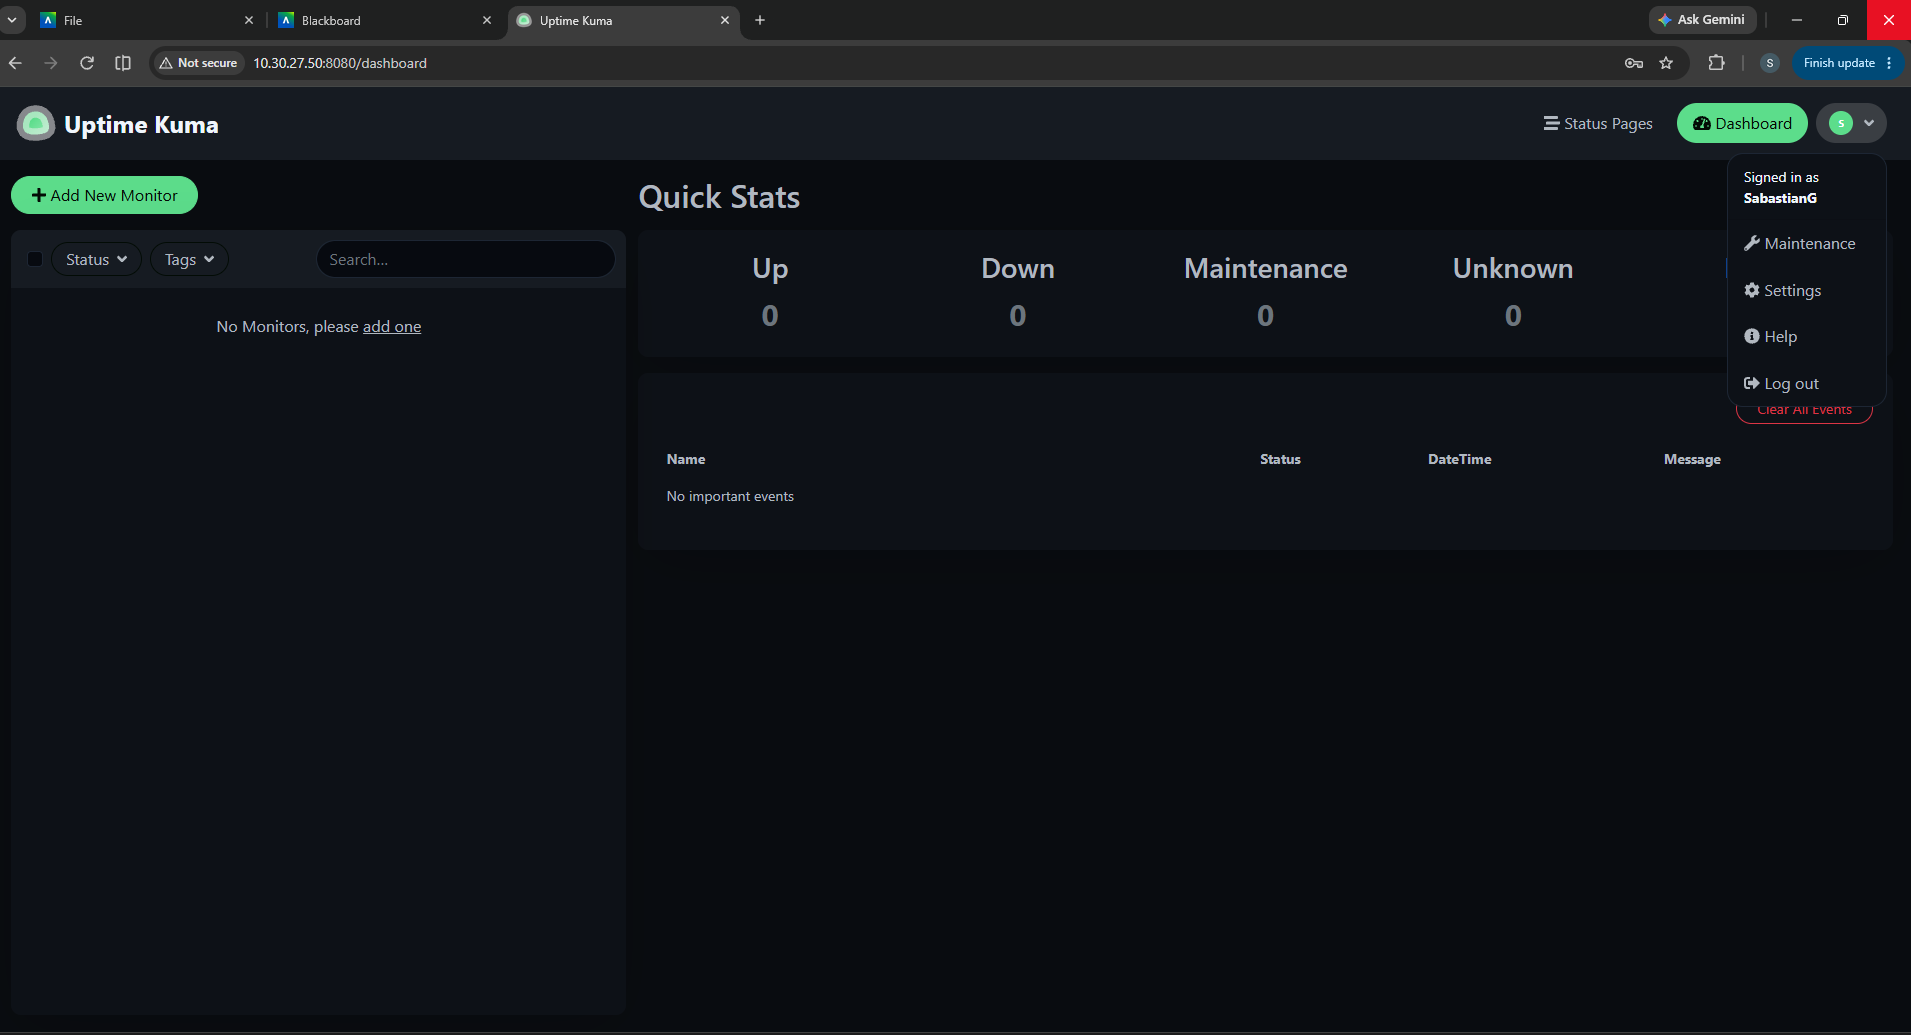 File
Blackboard
Uptime Kuma
Ask Gemini
Not secure
10.30.27.50:8080/dashboard
S
Finish update
Uptime Kuma
Status Pages
Dashboard
S
Signed in as
SabastianG
Maintenance
Settings
Help
Log out
Add New Monitor
Status
Tags
Search...
No Monitors, please add one
Quick Stats
Up
Down
Maintenance
Unknown
0
0
0
0
Clear All Events
Name
Status
DateTime
Message
No important events